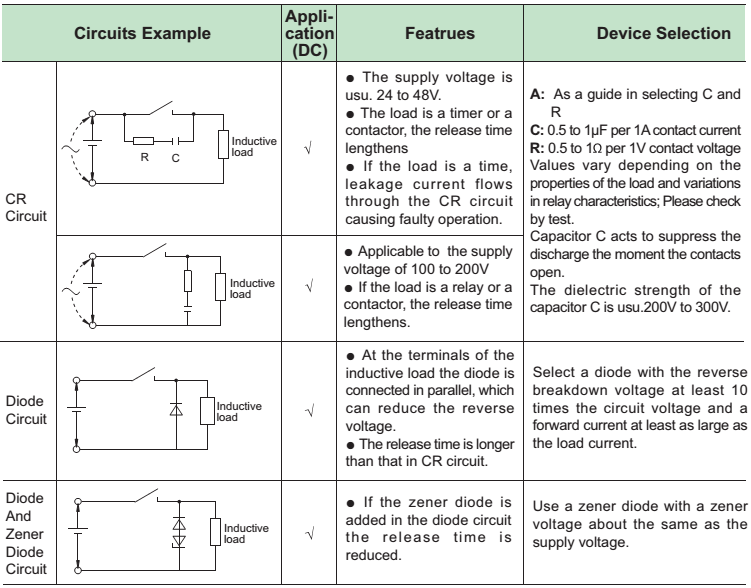 Circuits Example
Appli-
cation
(DC)
Featrues
Device Selection
CR
Circuit
R
C
Inductive
load
√
● The supply voltage is
usu. 24 to 48V.
● The load is a timer or a
contactor, the release time
lengthens
● If the load is a time,
leakage current flows
through the CR circuit
causing faulty operation.
A: As a guide in selecting C and
R
C: 0.5 to 1μF per 1A contact current
R: 0.5 to 1Ω per 1V contact voltage
Values vary depending on the
properties of the load and variations
in relay characteristics; Please check
by test.
Capacitor C acts to suppress the
discharge the moment the contacts
open.
The dielectric strength of the
capacitor C is usu.200V to 300V.
Inductive
load
√
● Applicable to the supply
voltage of 100 to 200V
● If the load is a relay or a
contactor, the release time
lengthens.
Diode
Circuit
Inductive
load
√
● At the terminals of the
inductive load the diode is
connected in parallel, which
can reduce the reverse
voltage.
● The release time is longer
than that in CR circuit.
Select a diode with the reverse
breakdown voltage at least 10
times the circuit voltage and a
forward current at least as large as
the load current.
Diode
And
Zener
Diode
Circuit
Inductive
load
√
● If the zener diode is
added in the diode circuit
the release time is
reduced.
Use a zener diode with a zener
voltage about the same as the
supply voltage.